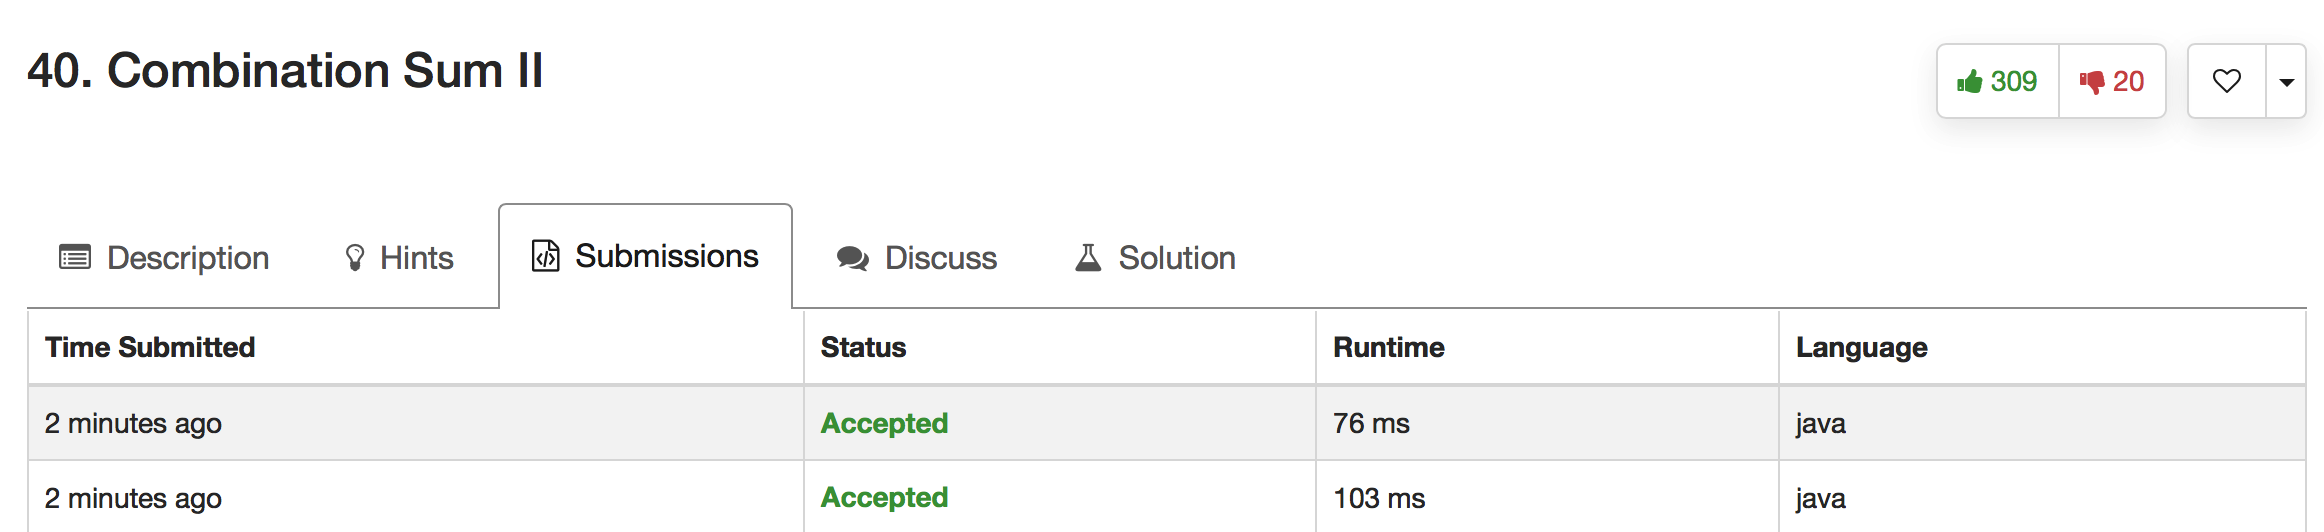 40. Combination Sum II
309
20
Description
Hints
Submissions
Discuss
Solution
Time Submitted Status Runtime Language
2 minutes ago Accepted 76 ms java
2 minutes ago Accepted 103 ms java